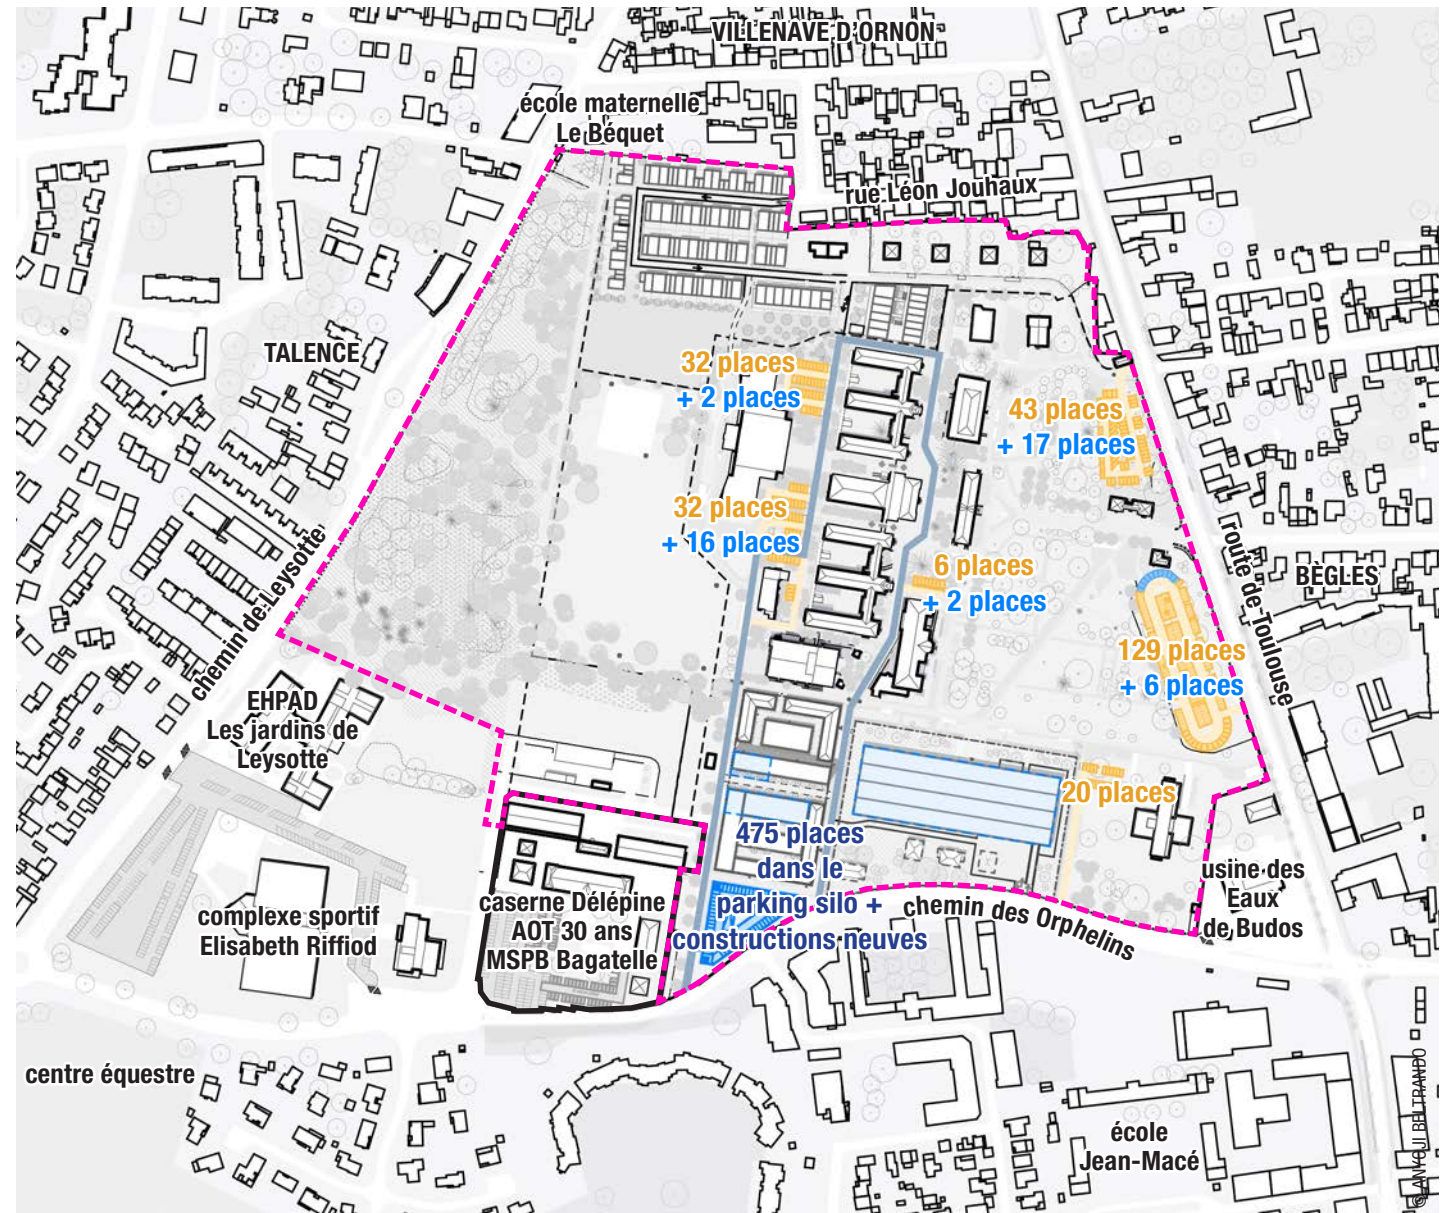 VILLENAVE D'ORNON
école maternelle
Le Béquet
rue Léon Jouhaux
TALENCE
32 places
+ 2 places
43 places
+ 17 places
32 places
+ 16 places
6 places
+ 2 places
chemin de Leysotte
route de Toulouse
BÈGLES
129 places
+ 6 places
EHPAD
Les jardins de
Leysotte
20 places
475 places
dans le
parking silo +
constructions neuves
usine des
Eaux
de Budos
caserne Délépine
AOT 30 ans
MSPB Bagatelle
complexe sportif
Elisabeth Riffiod
chemin des Orphelins
centre équestre
école
Jean-Macé
© ANYOJI BELTRANDO